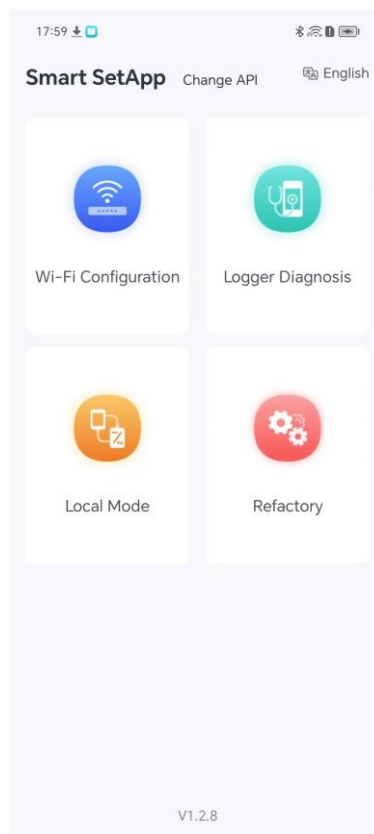 17:59
Smart SetApp Change API English
Wi-Fi Configuration Logger Diagnosis
Local Mode Refactory
V1.2.8